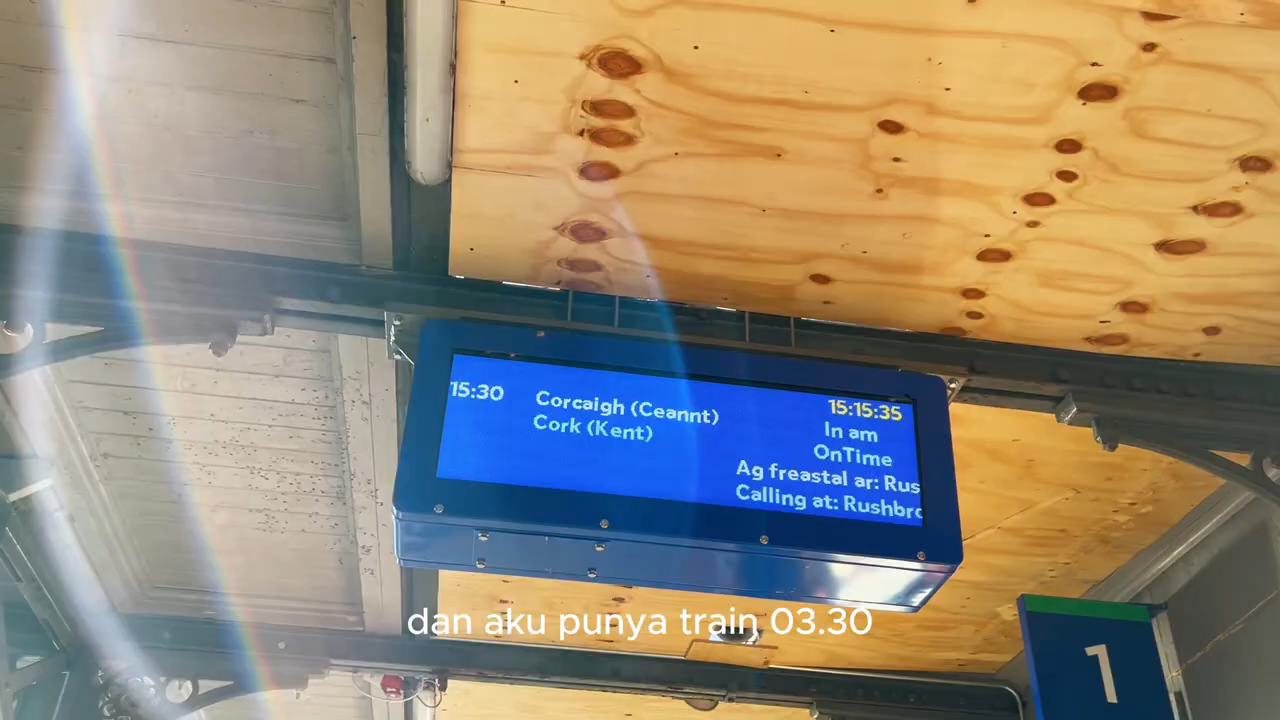 15:30 Corcaigh (Ceannt) 15:15:35
Cork (Kent) In am
OnTime
Ag freastal ar: Rus
Calling at: Rushbro
dan aku punya train 03.30
1